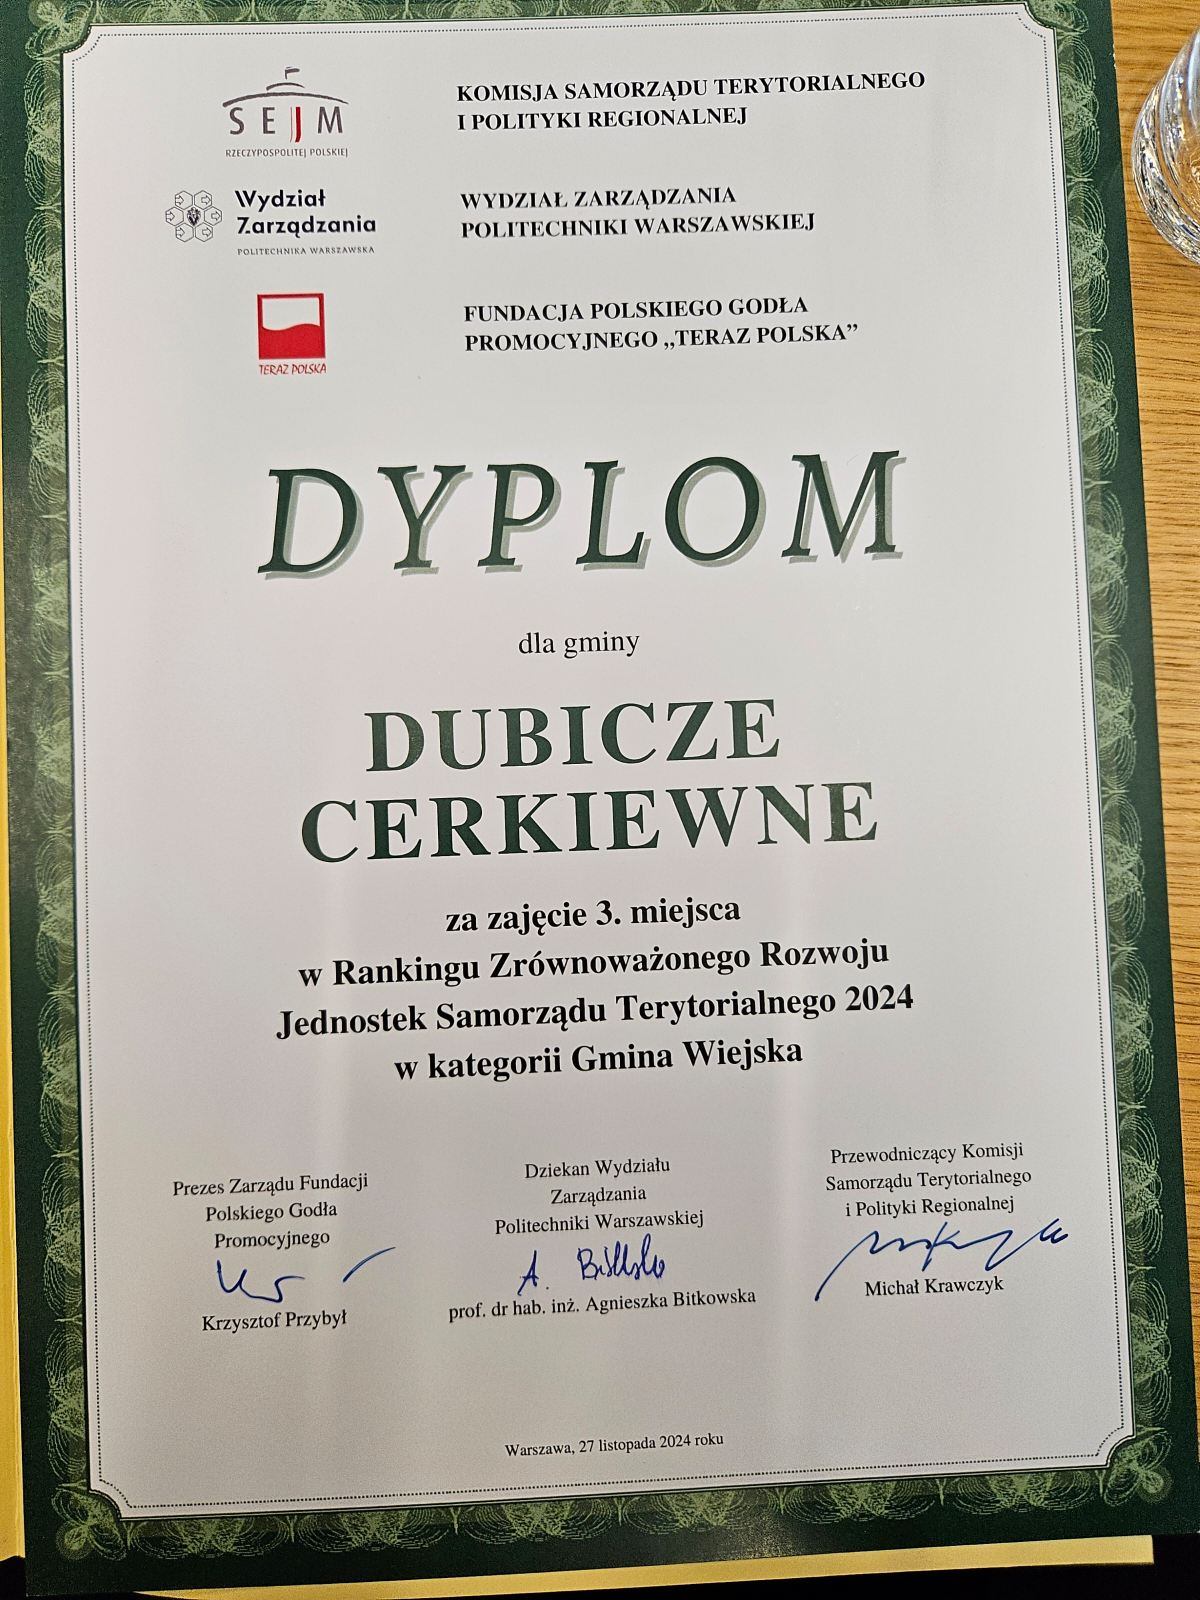 SEJM
RZECZYPOSPOLITEJ POLSKIEJ
KOMISJA SAMORZĄDU TERYTORIALNEGO
I POLITYKI REGIONALNEJ
Wydział
Zarządzania
POLITECHNIKA WARSZAWSKA
WYDZIAŁ ZARZĄDZANIA
POLITECHNIKI WARSZAWSKIEJ
TERAZ POLSKA
FUNDACJA POLSKIEGO GODŁA
PROMOCYJNEGO „TERAZ POLSKA”
DYPLOM
dla gminy
DUBICZE
CERKIEWNE
za zajęcie 3. miejsca
w Rankingu Zrównoważonego Rozwoju
Jednostek Samorządu Terytorialnego 2024
w kategorii Gmina Wiejska
Prezes Zarządu Fundacji
Polskiego Godła
Promocyjnego
Krzysztof Przybył
Dziekan Wydziału
Zarządzania
Politechniki Warszawskiej
A.
prof. dr hab. inż. Agnieszka Bitkowska
Przewodniczący Komisji
Samorządu Terytorialnego
i Polityki Regionalnej
Michał Krawczyk
Warszawa, 27 listopada 2024 roku